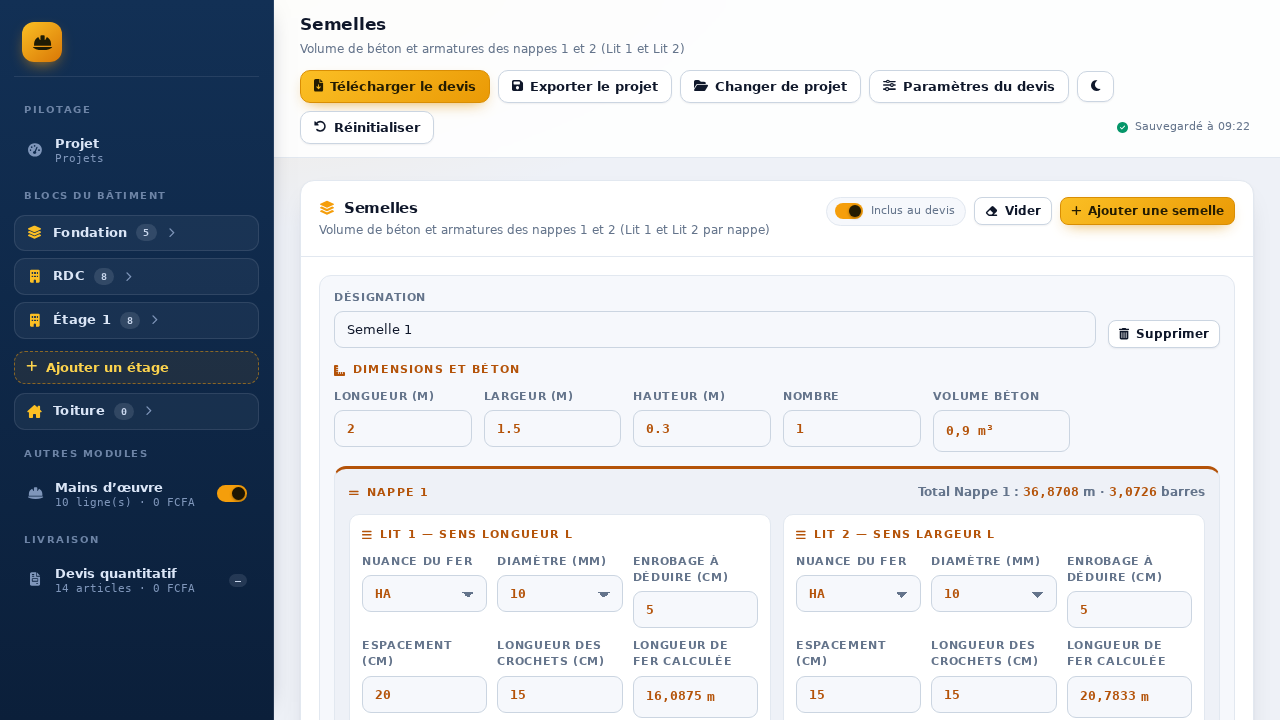 PILOTAGE
Projet
Projets
BLOCS DU BÂTIMENT
Fondation 5
RDC 8
Étage 1 8
+ Ajouter un étage
Toiture 0
AUTRES MODULES
Mains d’œuvre
10 ligne(s) · 0 FCFA
LIVRAISON
Devis quantitatif
14 articles · 0 FCFA
–
Semelles
Volume de béton et armatures des nappes 1 et 2 (Lit 1 et Lit 2)
Télécharger le devis
Exporter le projet
Changer de projet
Paramètres du devis
Réinitialiser
Sauvegardé à 09:22
Semelles
Volume de béton et armatures des nappes 1 et 2 (Lit 1 et Lit 2 par nappe)
Inclus au devis
Vider
+ Ajouter une semelle
DÉSIGNATION
Semelle 1
Supprimer
DIMENSIONS ET BÉTON
LONGUEUR (M) LARGEUR (M) HAUTEUR (M) NOMBRE VOLUME BÉTON
2 1.5 0.3 1 0,9 m³
NAPPE 1
Total Nappe 1 : 36,8708 m · 3,0726 barres
LIT 1 — SENS LONGUEUR L
NUANCE DU FER DIAMÈTRE (MM) ENROBAGE À DÉDUIRE (CM)
HA 10 5
ESPACEMENT (CM) LONGUEUR DES CROCHETS (CM) LONGUEUR DE FER CALCULÉE
20 15 16,0875 m
LIT 2 — SENS LARGEUR L
NUANCE DU FER DIAMÈTRE (MM) ENROBAGE À DÉDUIRE (CM)
HA 10 5
ESPACEMENT (CM) LONGUEUR DES CROCHETS (CM) LONGUEUR DE FER CALCULÉE
15 15 20,7833 m